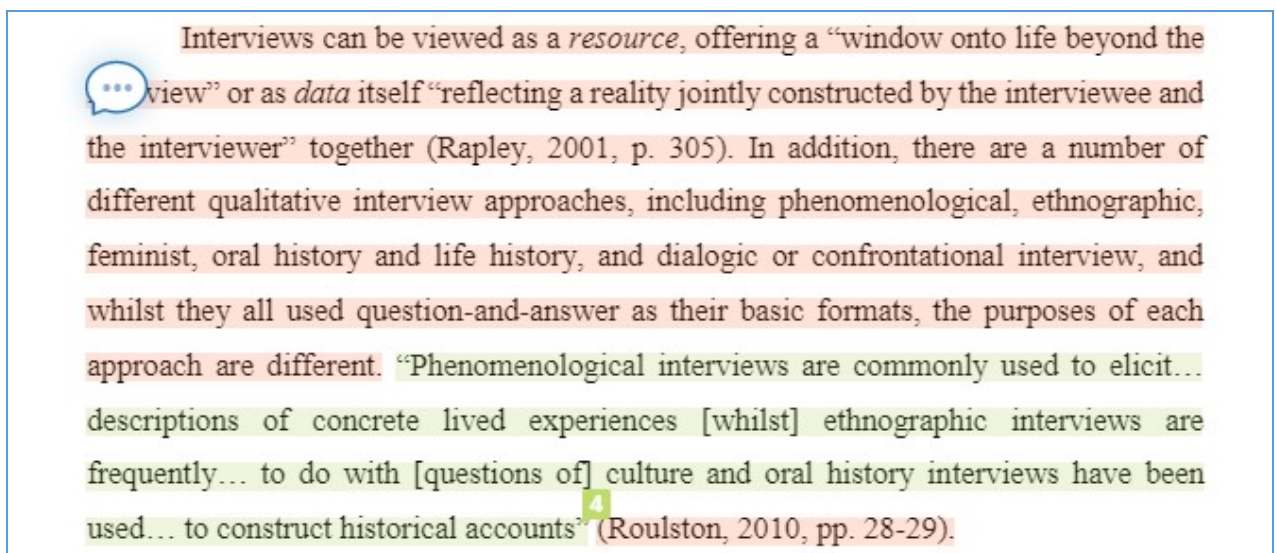 Interviews can be viewed as a resource, offering a “window onto life beyond the
view” or as data itself “reflecting a reality jointly constructed by the interviewee and
the interviewer” together (Rapley, 2001, p. 305). In addition, there are a number of
different qualitative interview approaches, including phenomenological, ethnographic,
feminist, oral history and life history, and dialogic or confrontational interview, and
whilst they all used question-and-answer as their basic formats, the purposes of each
approach are different. “Phenomenological interviews are commonly used to elicit…
descriptions of concrete lived experiences [whilst] ethnographic interviews are
frequently… to do with [questions of] culture and oral history interviews have been
4
used… to construct historical accounts” (Roulston, 2010, pp. 28-29).